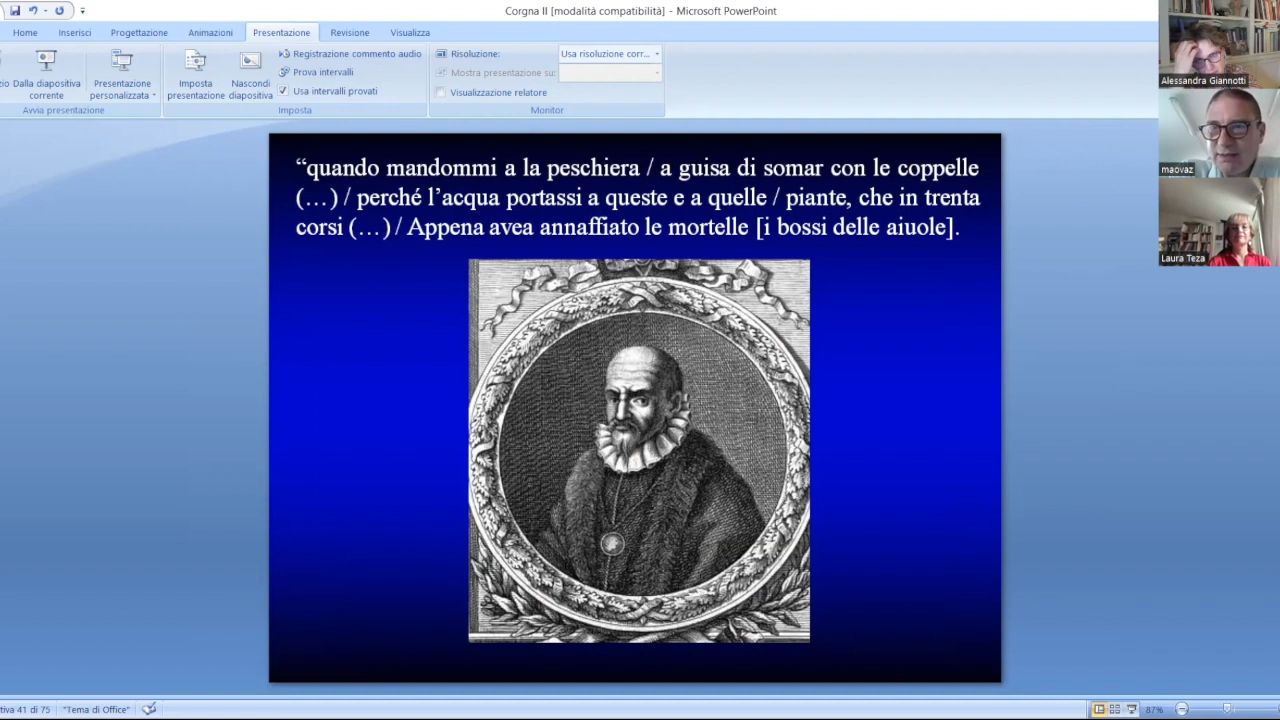 Corgna II [modalità compatibilità] - Microsoft PowerPoint
Home Inserisci Progettazione Animazioni Presentazione Revisione Visualizza
Dalla diapositiva corrente
Presentazione personalizzata
Avvia presentazione
Imposta presentazione
Nascondi diapositiva
Registrazione commento audio
Prova intervalli
Usa intervalli provati
Imposta
Risoluzione: Usa risoluzione corr...
Mostra presentazione su:
Visualizzazione relatore
Monitor
Alessandra Giannotti
maovaz
Laura Teza
“quando mandommi a la peschiera / a guisa di somar con le coppelle
(…) / perché l’acqua portassi a queste e a quelle / piante, che in trenta
corsi (…) / Appena avea annaffiato le mortelle [i bossi delle aiuole].
41 di 75 "Tema di Office" 87%